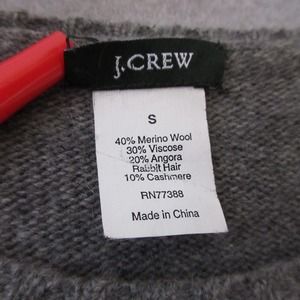 J.CREW
S
40% Merino Wool
30% Viscose
20% Angora
Rabbit Hair
10% Cashmere
RN77388
Made in China